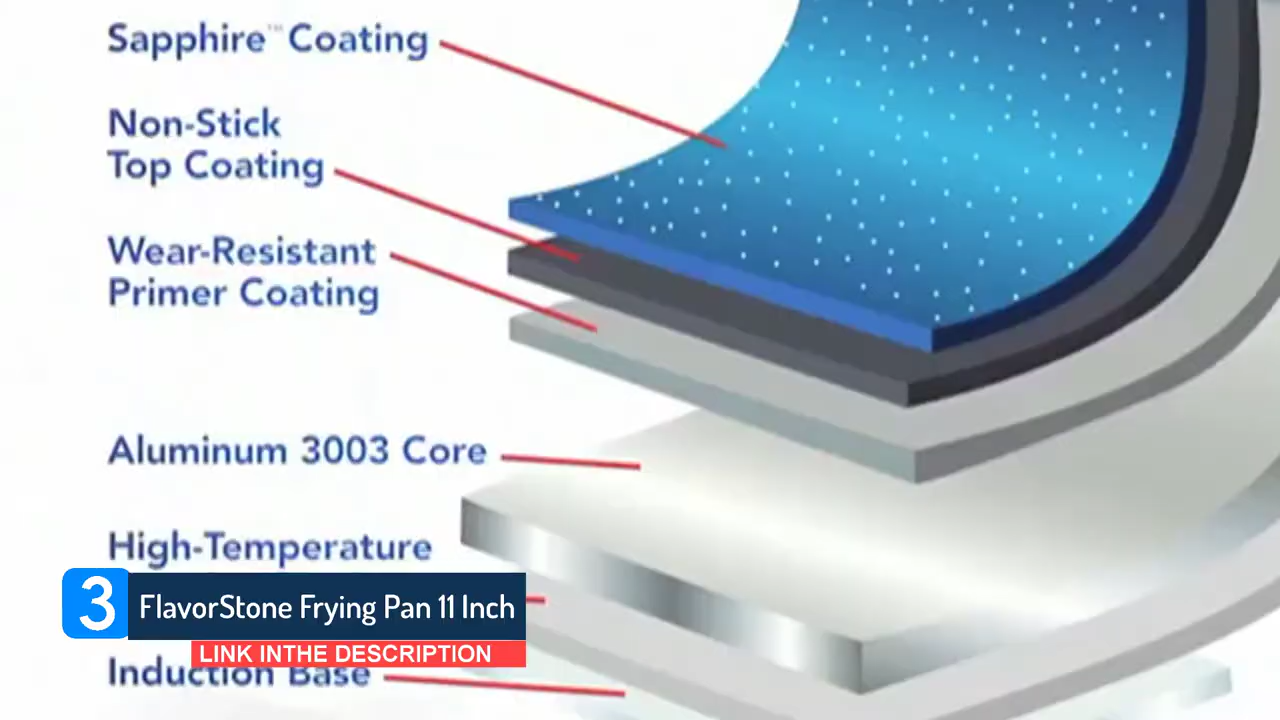 Sapphire™ Coating
Non-Stick
Top Coating
Wear-Resistant
Primer Coating
Aluminum 3003 Core
High-Temperature
3 FlavorStone Frying Pan 11 Inch
LINK INTHE DESCRIPTION
Induction Base